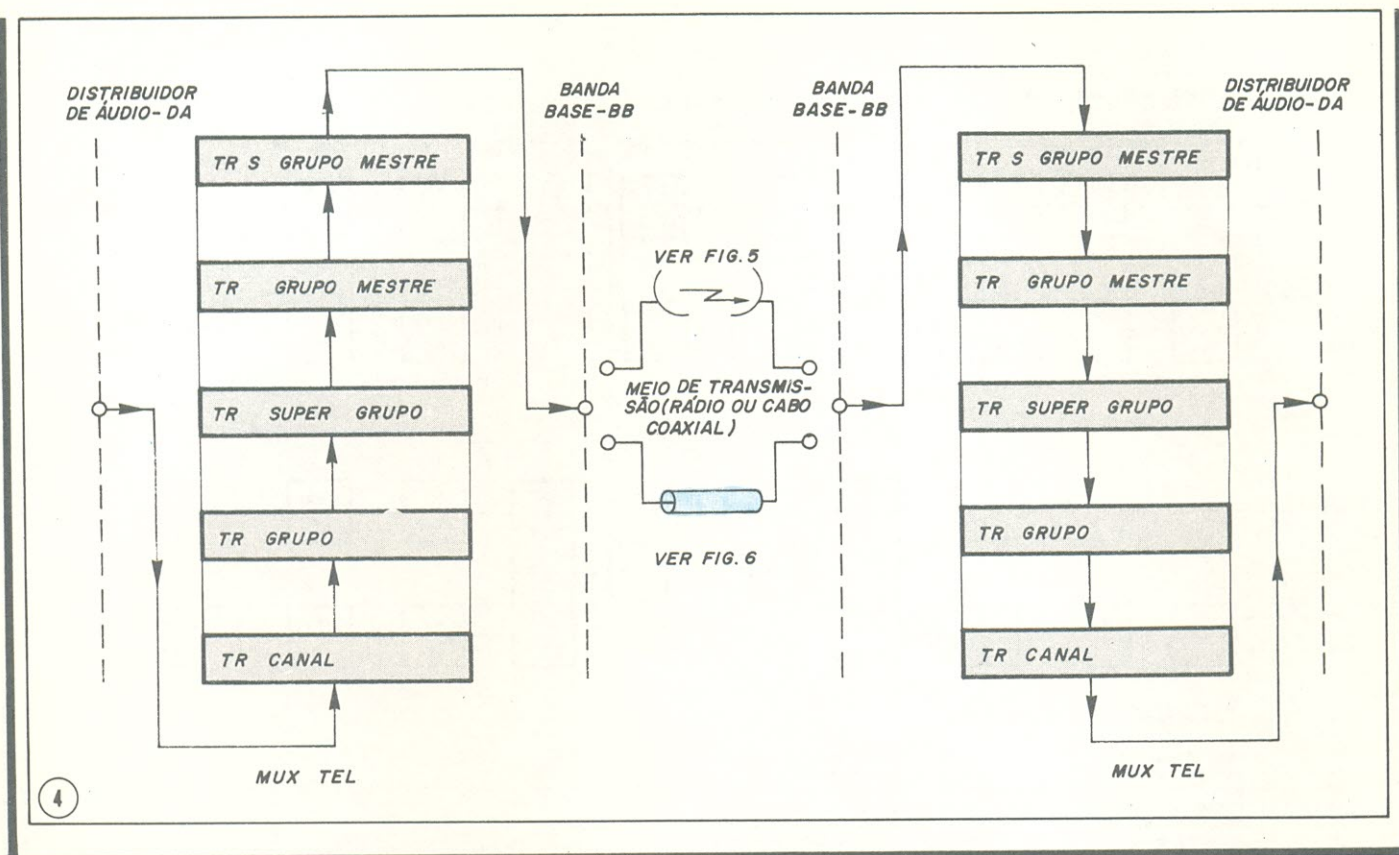 DISTRIBUIDOR
DE ÁUDIO-DA
TR S GRUPO MESTRE
TR GRUPO MESTRE
TR SUPER GRUPO
TR GRUPO
TR CANAL
MUX TEL
BANDA
BASE-BB
VER FIG. 5
MEIO DE TRANSMIS-
SÃO(RÁDIO OU CABO
COAXIAL)
VER FIG. 6
BANDA
BASE-BB
TR S GRUPO MESTRE
TR GRUPO MESTRE
TR SUPER GRUPO
TR GRUPO
TR CANAL
MUX TEL
DISTRIBUIDOR
DE ÁUDIO-DA
4